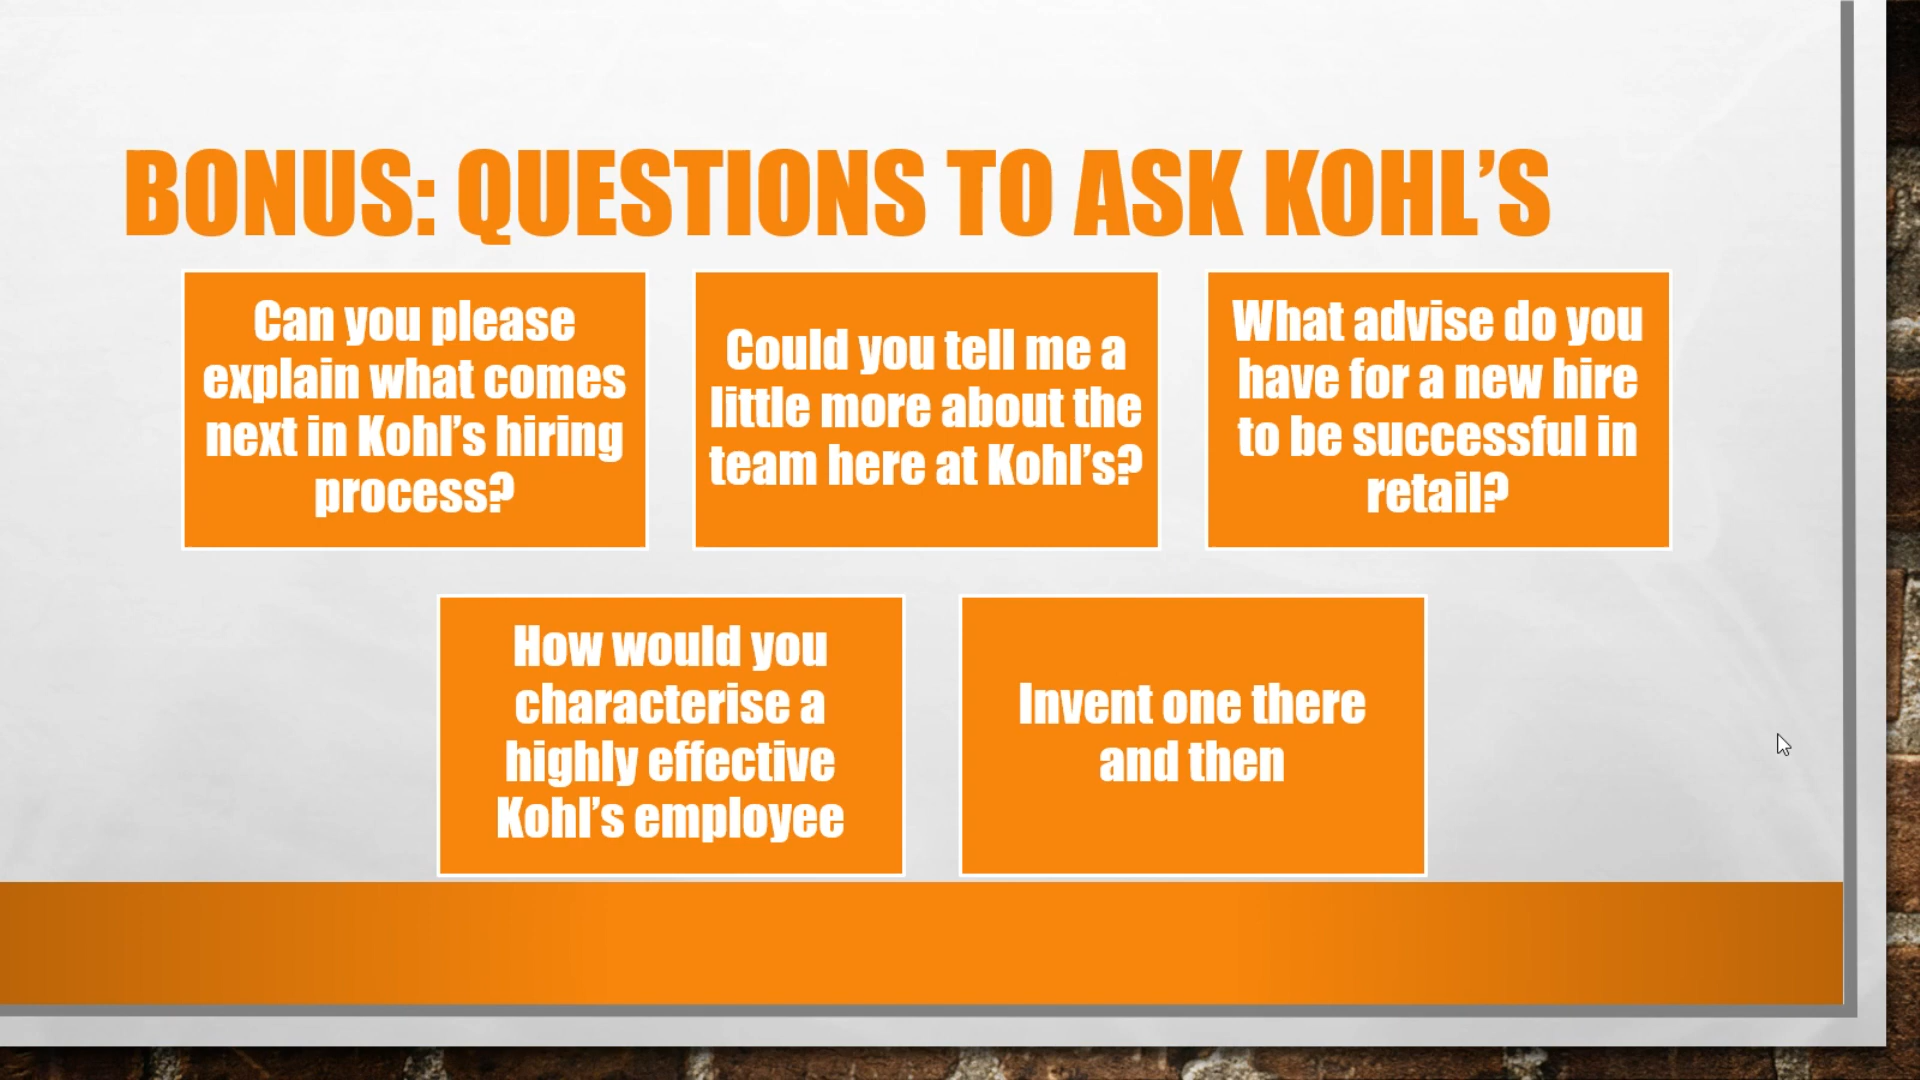 BONUS: QUESTIONS TO ASK KOHL’S
Can you please
explain what comes
next in Kohl’s hiring
process?
Could you tell me a
little more about the
team here at Kohl’s?
What advise do you
have for a new hire
to be successful in
retail?
How would you
characterise a
highly effective
Kohl’s employee
Invent one there
and then